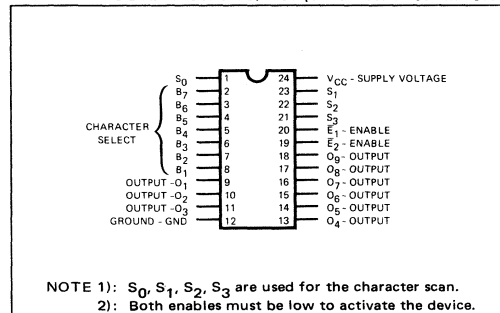 S0 1 24 VCC - SUPPLY VOLTAGE
B7 2 23 S1
B6 3 22 S2
B5 4 21 S3
CHARACTER SELECT
B4 5 20 E̅1 - ENABLE
B3 6 19 E̅2 - ENABLE
B2 7 18 O9 - OUTPUT
B1 8 17 O8 - OUTPUT
OUTPUT - O1 9 16 O7 - OUTPUT
OUTPUT - O2 10 15 O6 - OUTPUT
OUTPUT - O3 11 14 O5 - OUTPUT
GROUND - GND 12 13 O4 - OUTPUT
NOTE 1): S0, S1, S2, S3 are used for the character scan.
2): Both enables must be low to activate the device.